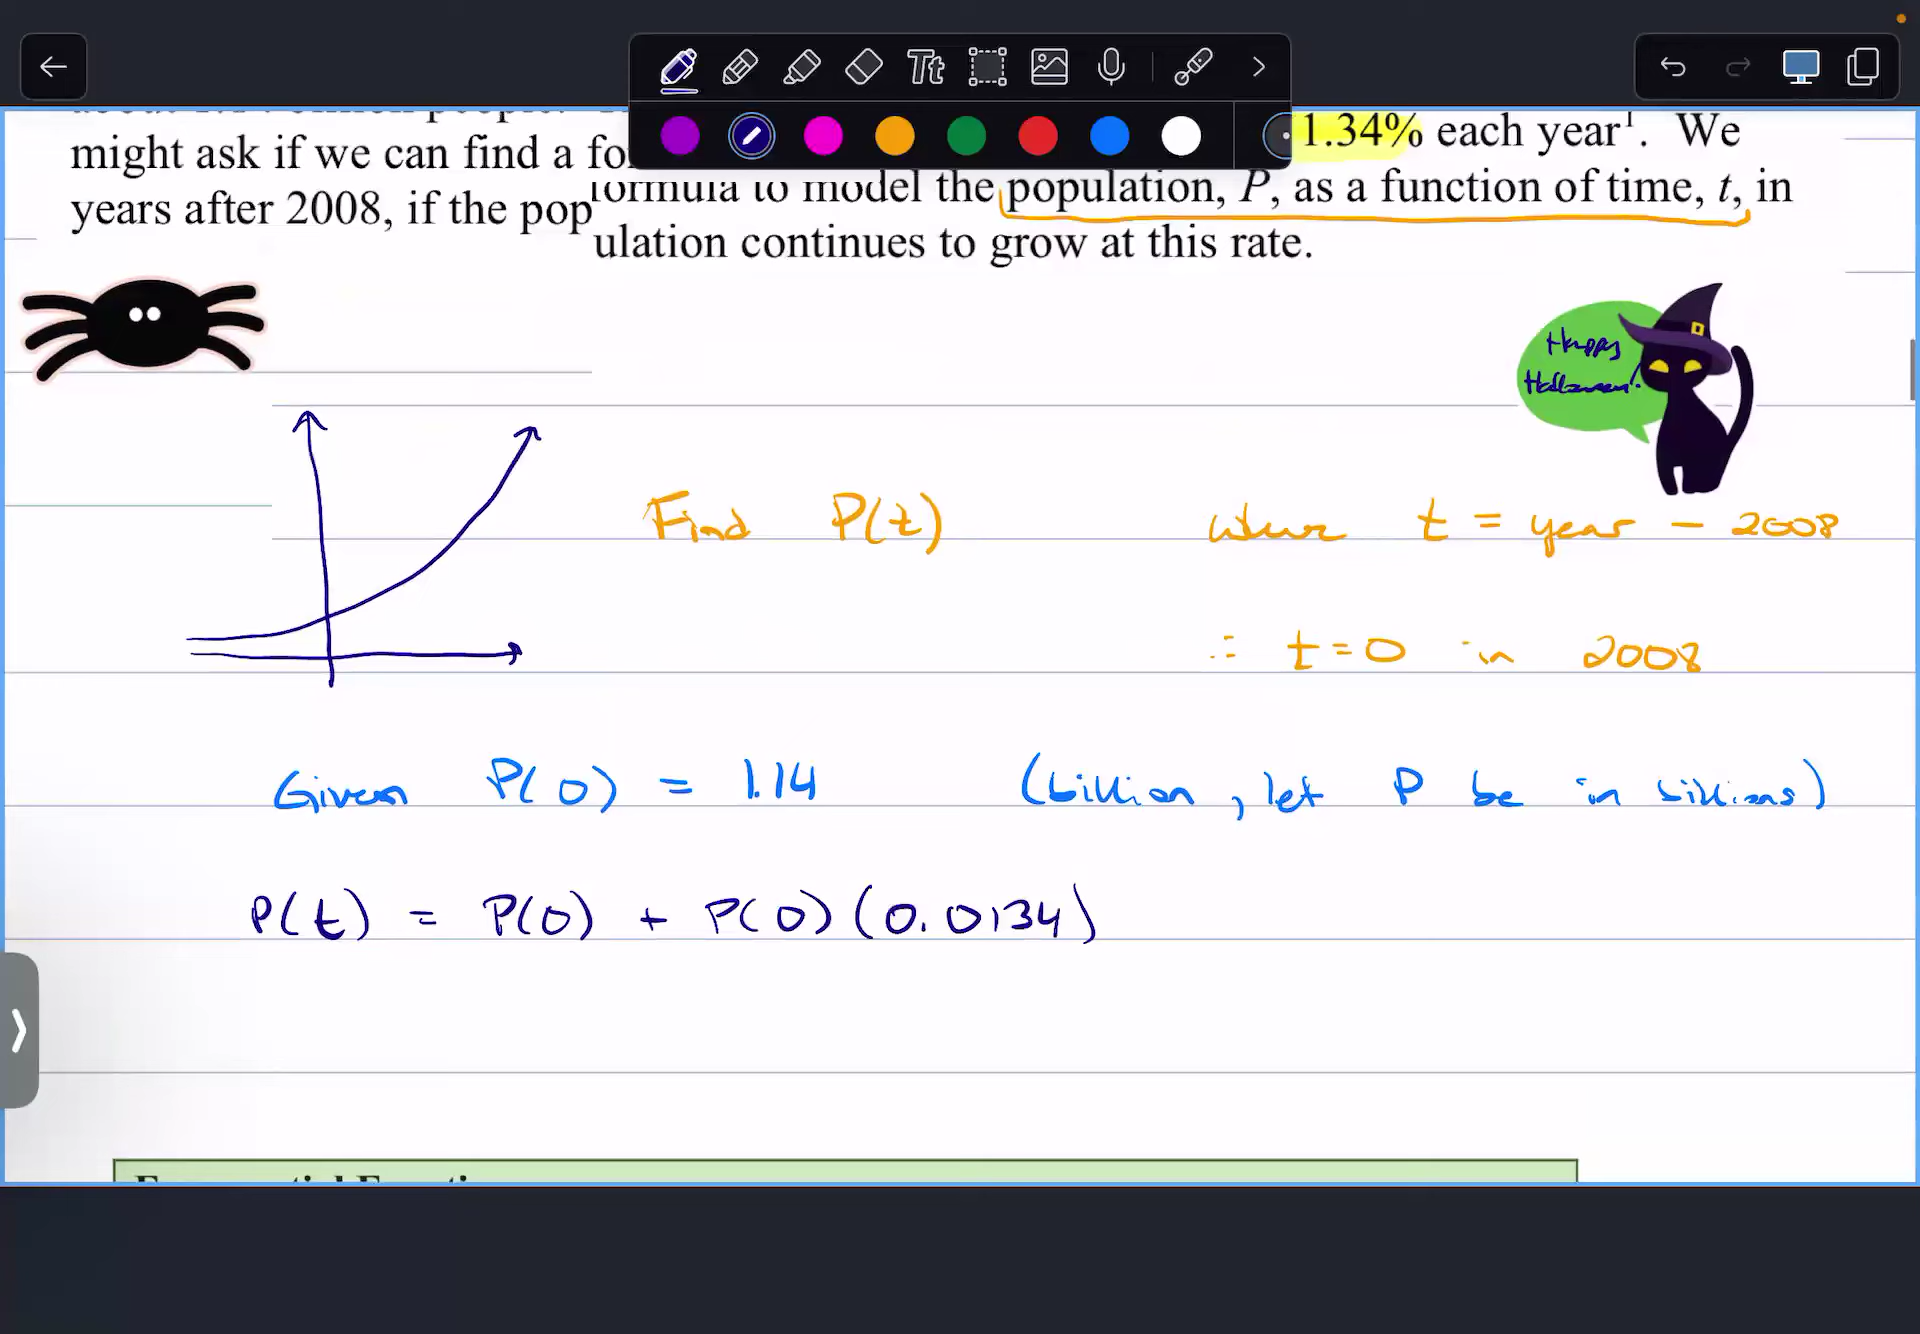 Tt
1.34% each year¹. We
might ask if we can find a fo
formula to model the population, P, as a function of time, t, in
years after 2008, if the pop
ulation continues to grow at this rate.
Happy
Halloween!
Find P(t) where t = year - 2008
∴ t = 0 in 2008
Given P(0) = 1.14 (billion, let P be in billions)
P(t) = P(0) + P(0)(0.0134)